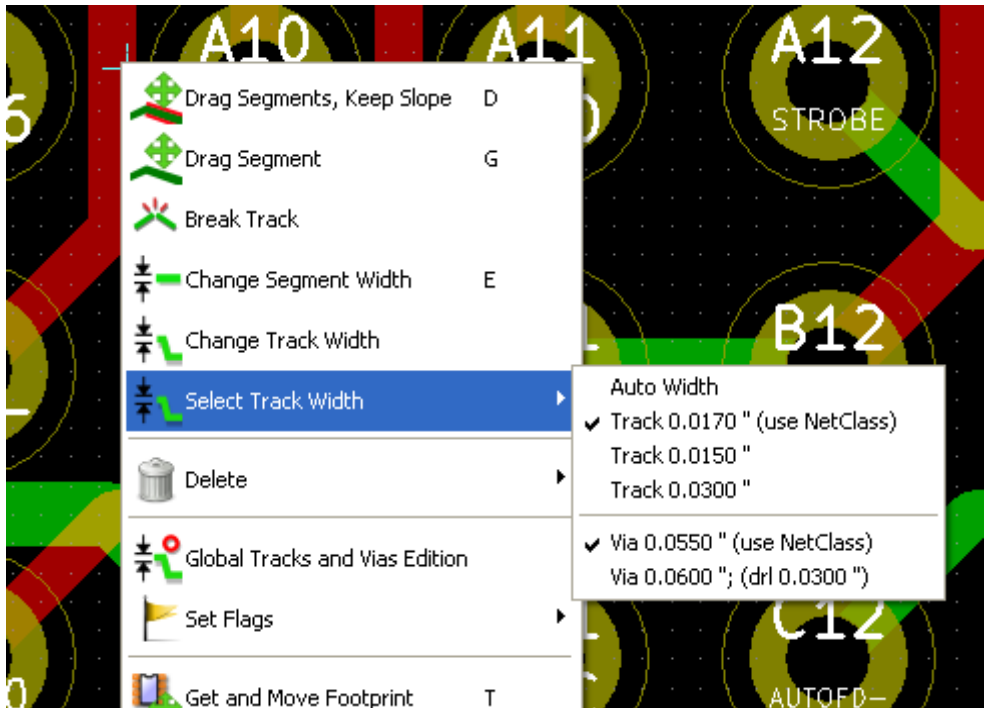 A10
A11
A12
STROBE
Drag Segments, Keep Slope D
Drag Segment G
Break Track
Change Segment Width E
Change Track Width
B12
Select Track Width
Auto Width
Track 0.0170 " (use NetClass)
Track 0.0150 "
Track 0.0300 "
Delete
Via 0.0550 " (use NetClass)
Via 0.0600 "; (drl 0.0300 ")
Global Tracks and Vias Edition
Set Flags
C12
Get and Move Footprint T
AUTOFD-